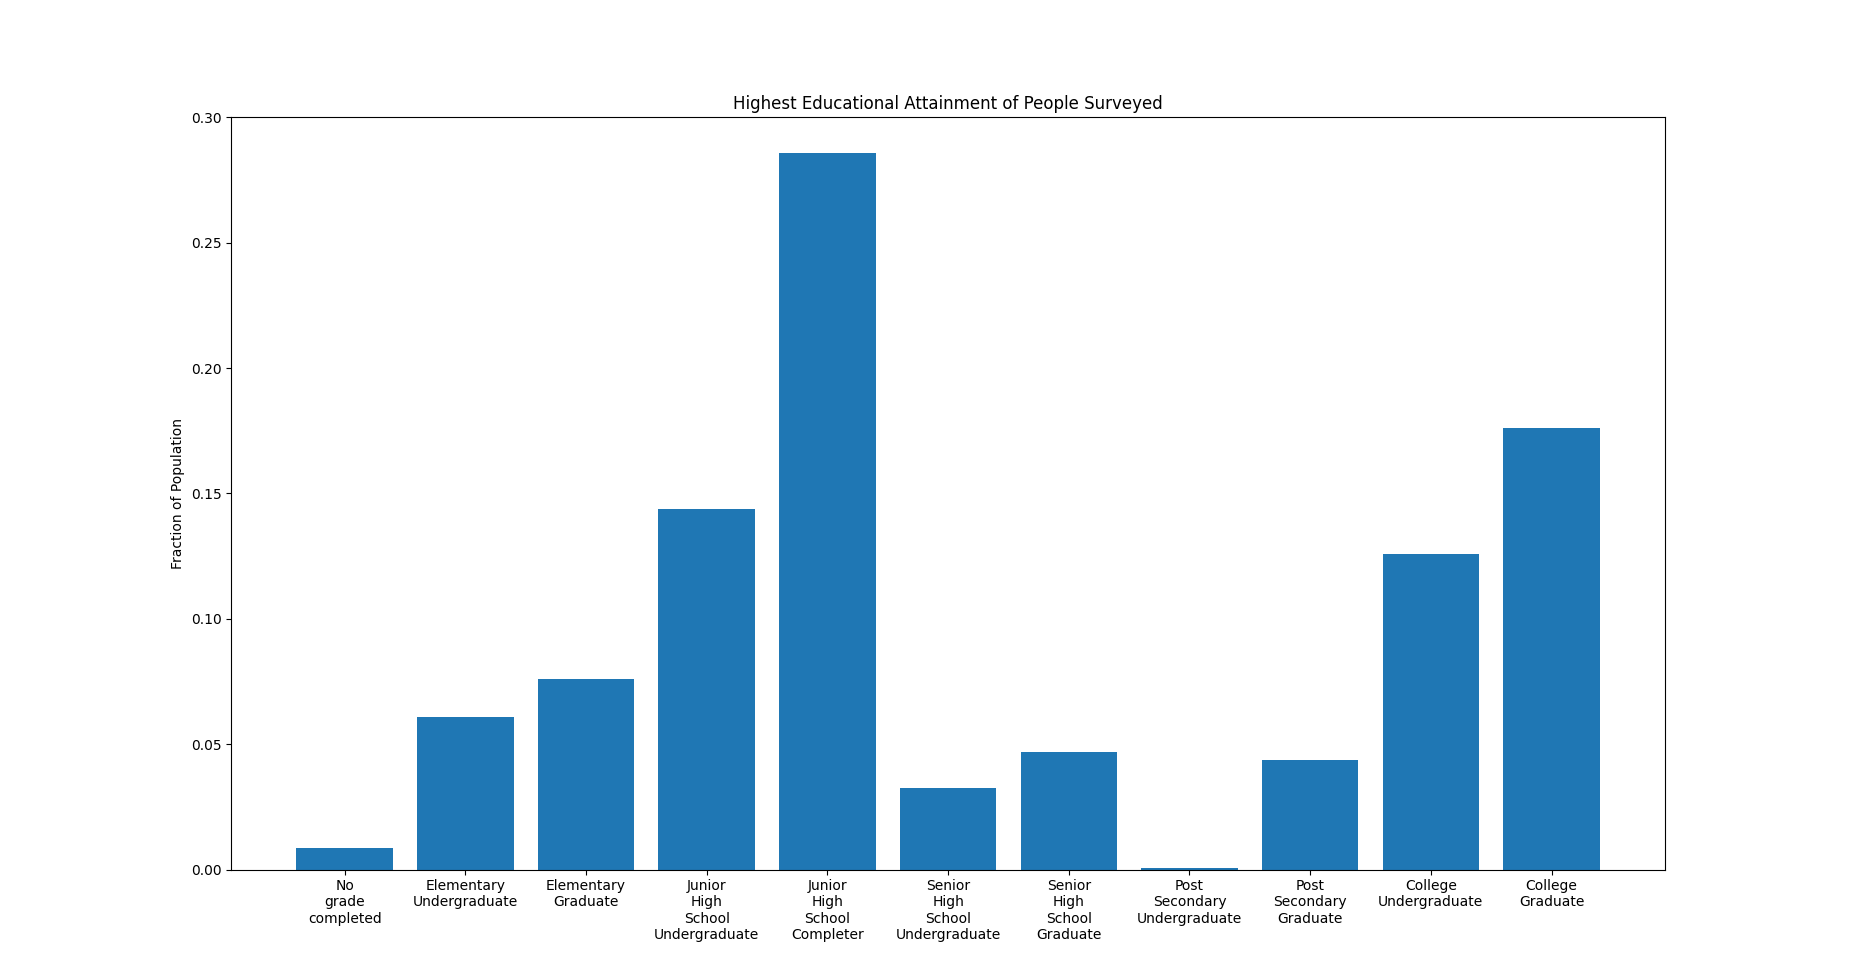 Highest Educational Attainment of People Surveyed
0.30
0.25
0.20
0.15
0.10
0.05
0.00
Fraction of Population
No
grade
completed
Elementary
Undergraduate
Elementary
Graduate
Junior
High
School
Undergraduate
Junior
High
School
Completer
Senior
High
School
Undergraduate
Senior
High
School
Graduate
Post
Secondary
Undergraduate
Post
Secondary
Graduate
College
Undergraduate
College
Graduate